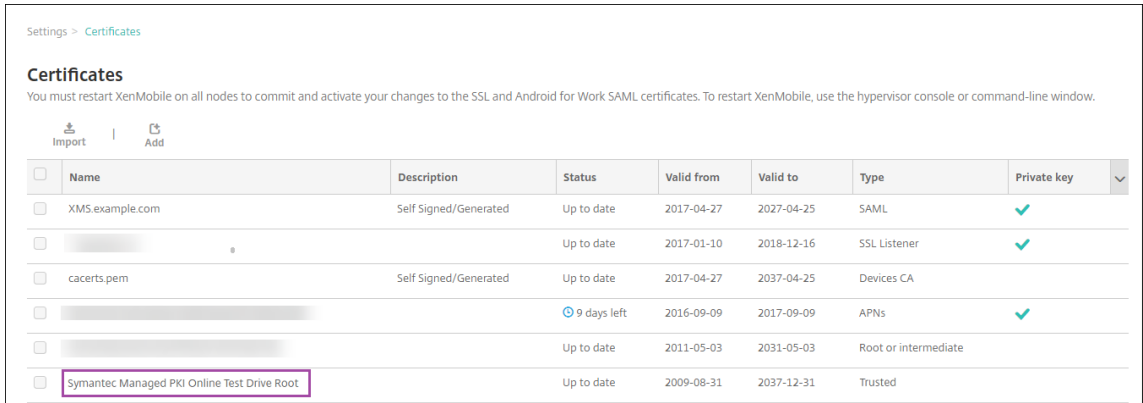 Settings > Certificates
Certificates
You must restart XenMobile on all nodes to commit and activate your changes to the SSL and Android for Work SAML certificates. To restart XenMobile, use the hypervisor console or command-line window.
Import | Add
Name Description Status Valid from Valid to Type Private key
XMS.example.com Self Signed/Generated Up to date 2017-04-27 2027-04-25 SAML
Up to date 2017-01-10 2018-12-16 SSL Listener
cacerts.pem Self Signed/Generated Up to date 2017-04-27 2037-04-25 Devices CA
9 days left 2016-09-09 2017-09-09 APNs
Up to date 2011-05-03 2031-05-03 Root or intermediate
Symantec Managed PKI Online Test Drive Root Up to date 2009-08-31 2037-12-31 Trusted